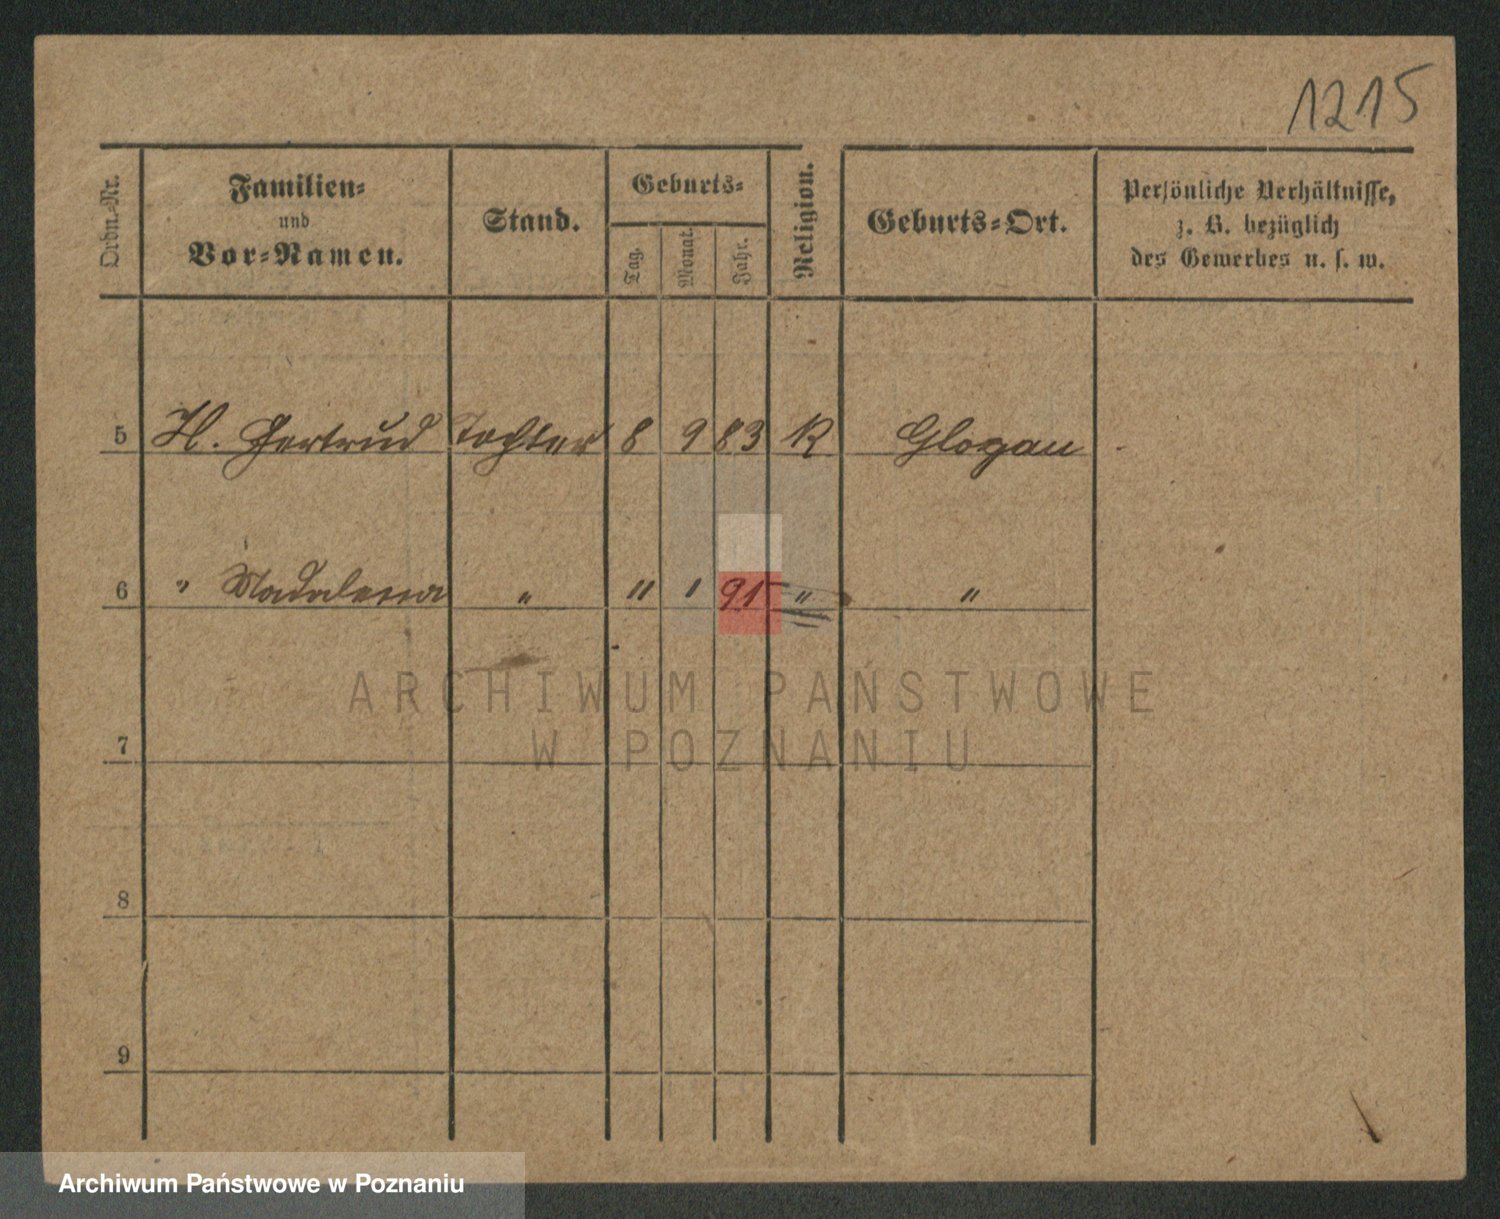 1215
Ordn.-Nr. Familien- und Vor-Namen. Stand. Geburts- Tag. Monat. Jahr. Religion. Geburts-Ort. Persönliche Verhältnisse, z. B. bezüglich des Gewerbes u. s. w.
5 H. Gertrud Tochter 8 9 83 K Glogau
6 " Madalena " 11 1 91 " "
7
8
9
ARCHIWUM PAŃSTWOWE
W POZNANIU
Archiwum Państwowe w Poznaniu